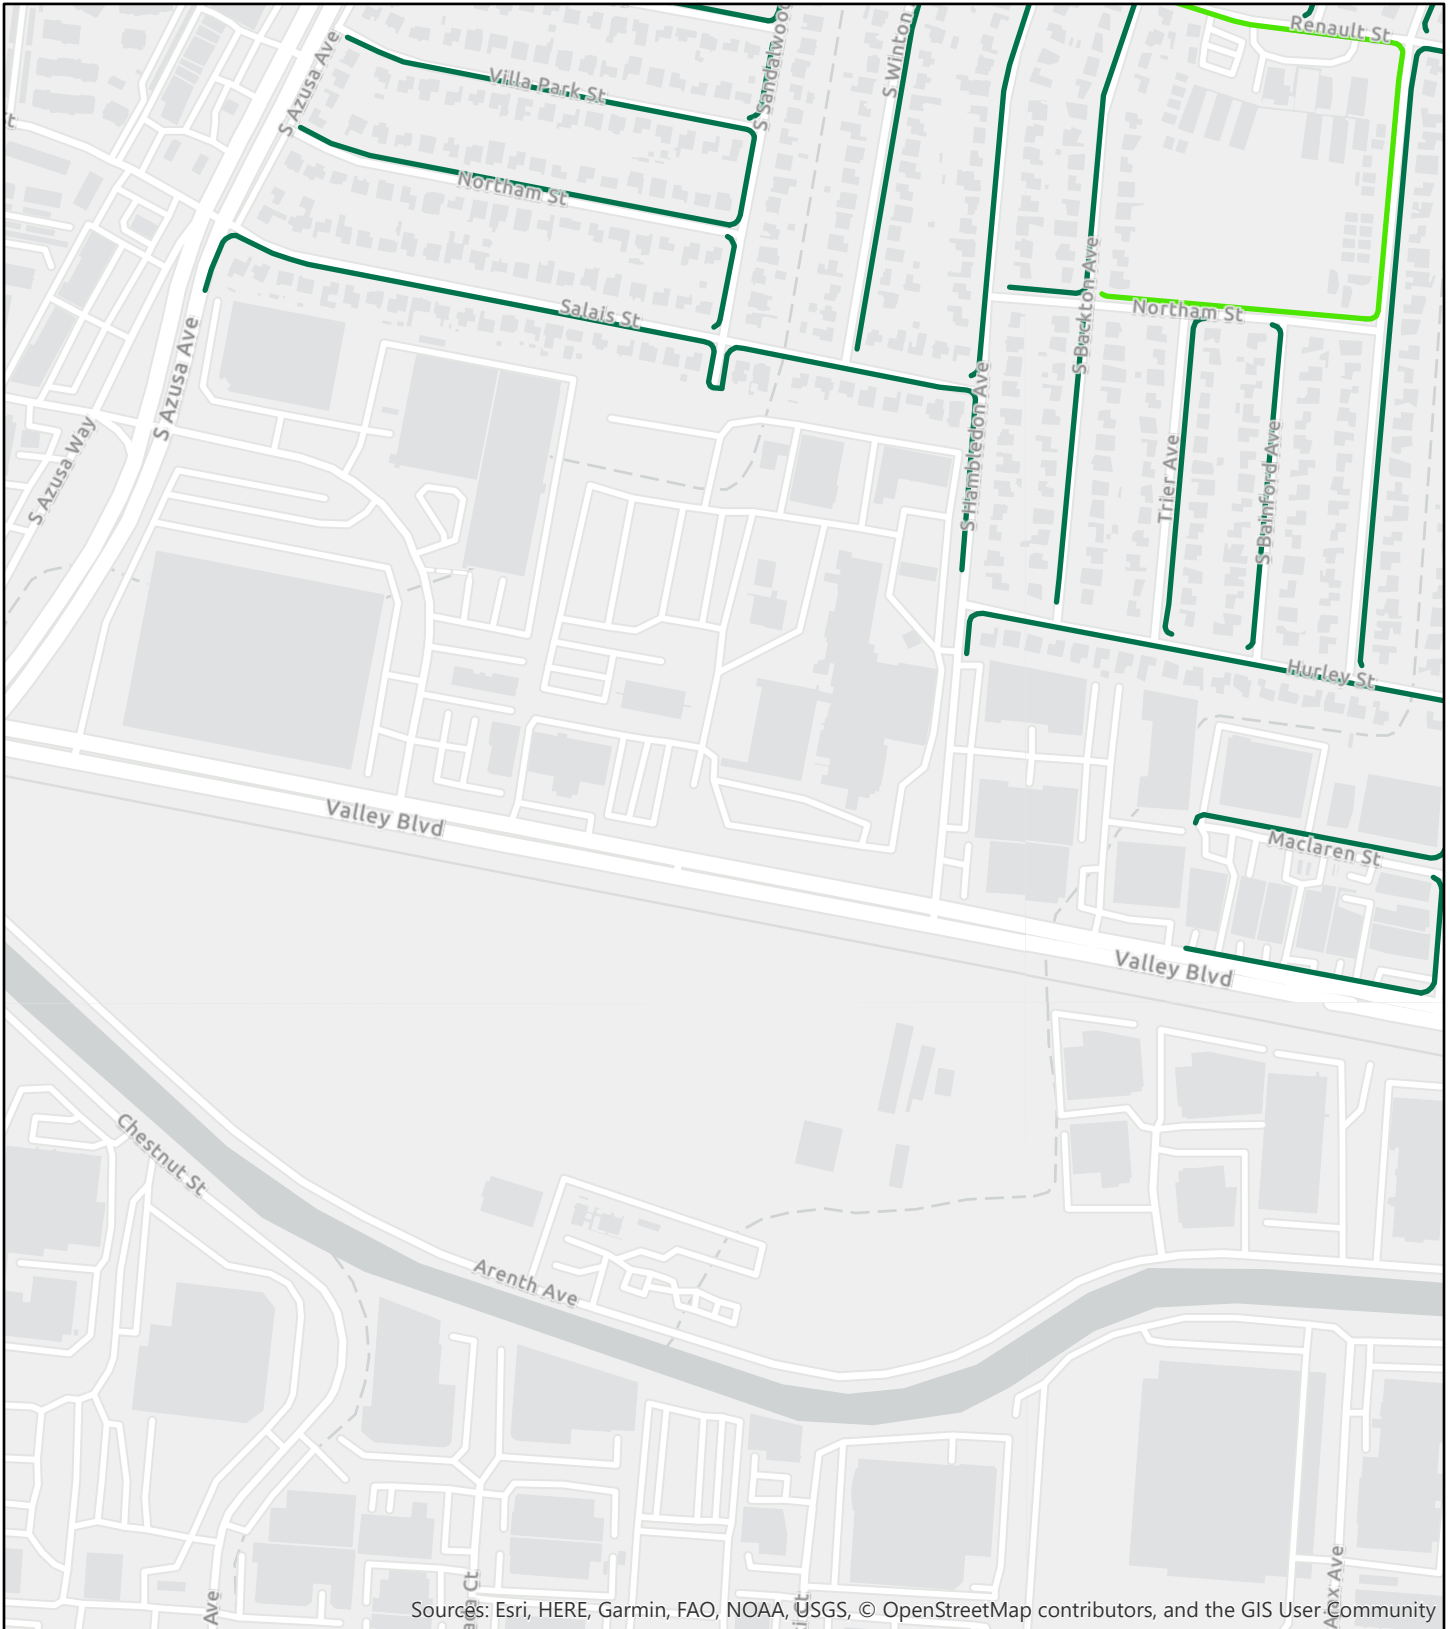 Renault St
S Winton
S Sandalwood
S Azusa Ave
Villa Park St
Northam St
S Backton Ave
Salais St
Northam St
S Azusa Ave
S Hambledon Ave
S Azusa Way
Trier Ave
S Bainford Ave
Hurley St
Valley Blvd
Maclaren St
Valley Blvd
Chestnut St
Arenth Ave
Ave
Ct
Ajax Ave
Sources: Esri, HERE, Garmin, FAO, NOAA, USGS, © OpenStreetMap contributors, and the GIS User Community